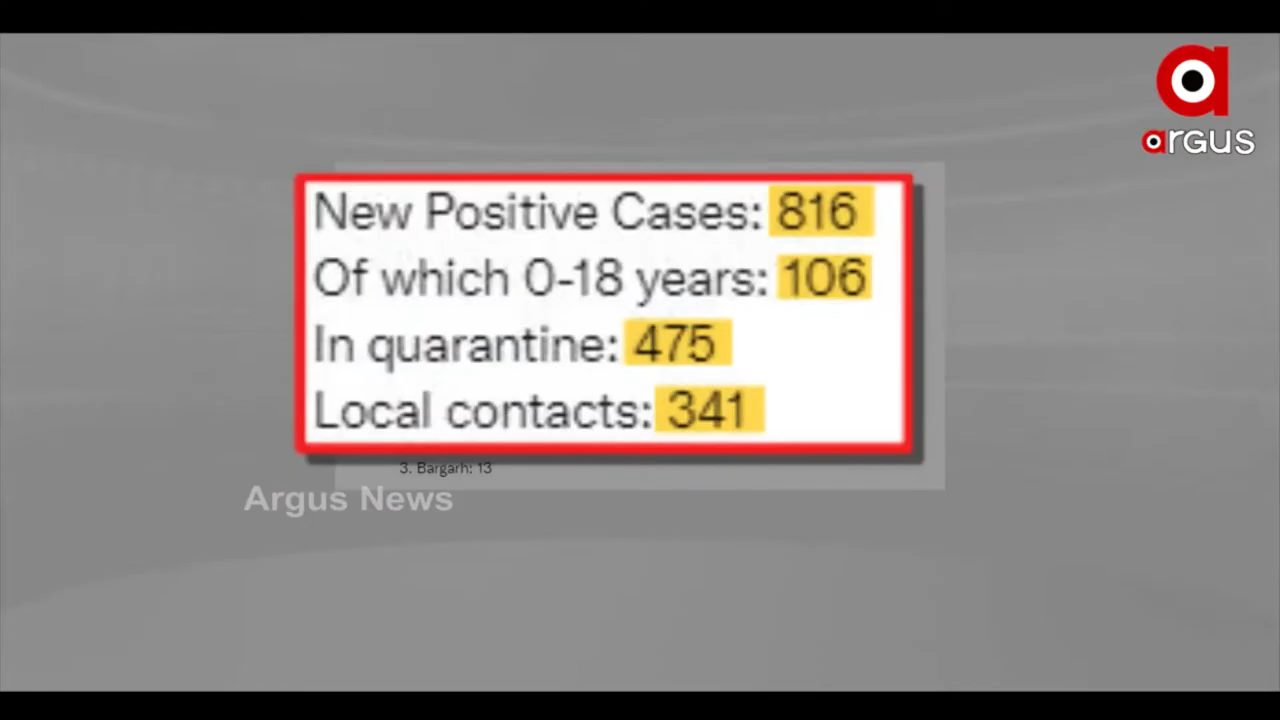 argus
New Positive Cases: 816
Of which 0-18 years: 106
In quarantine: 475
Local contacts: 341
3. Bargarh: 13
Argus News